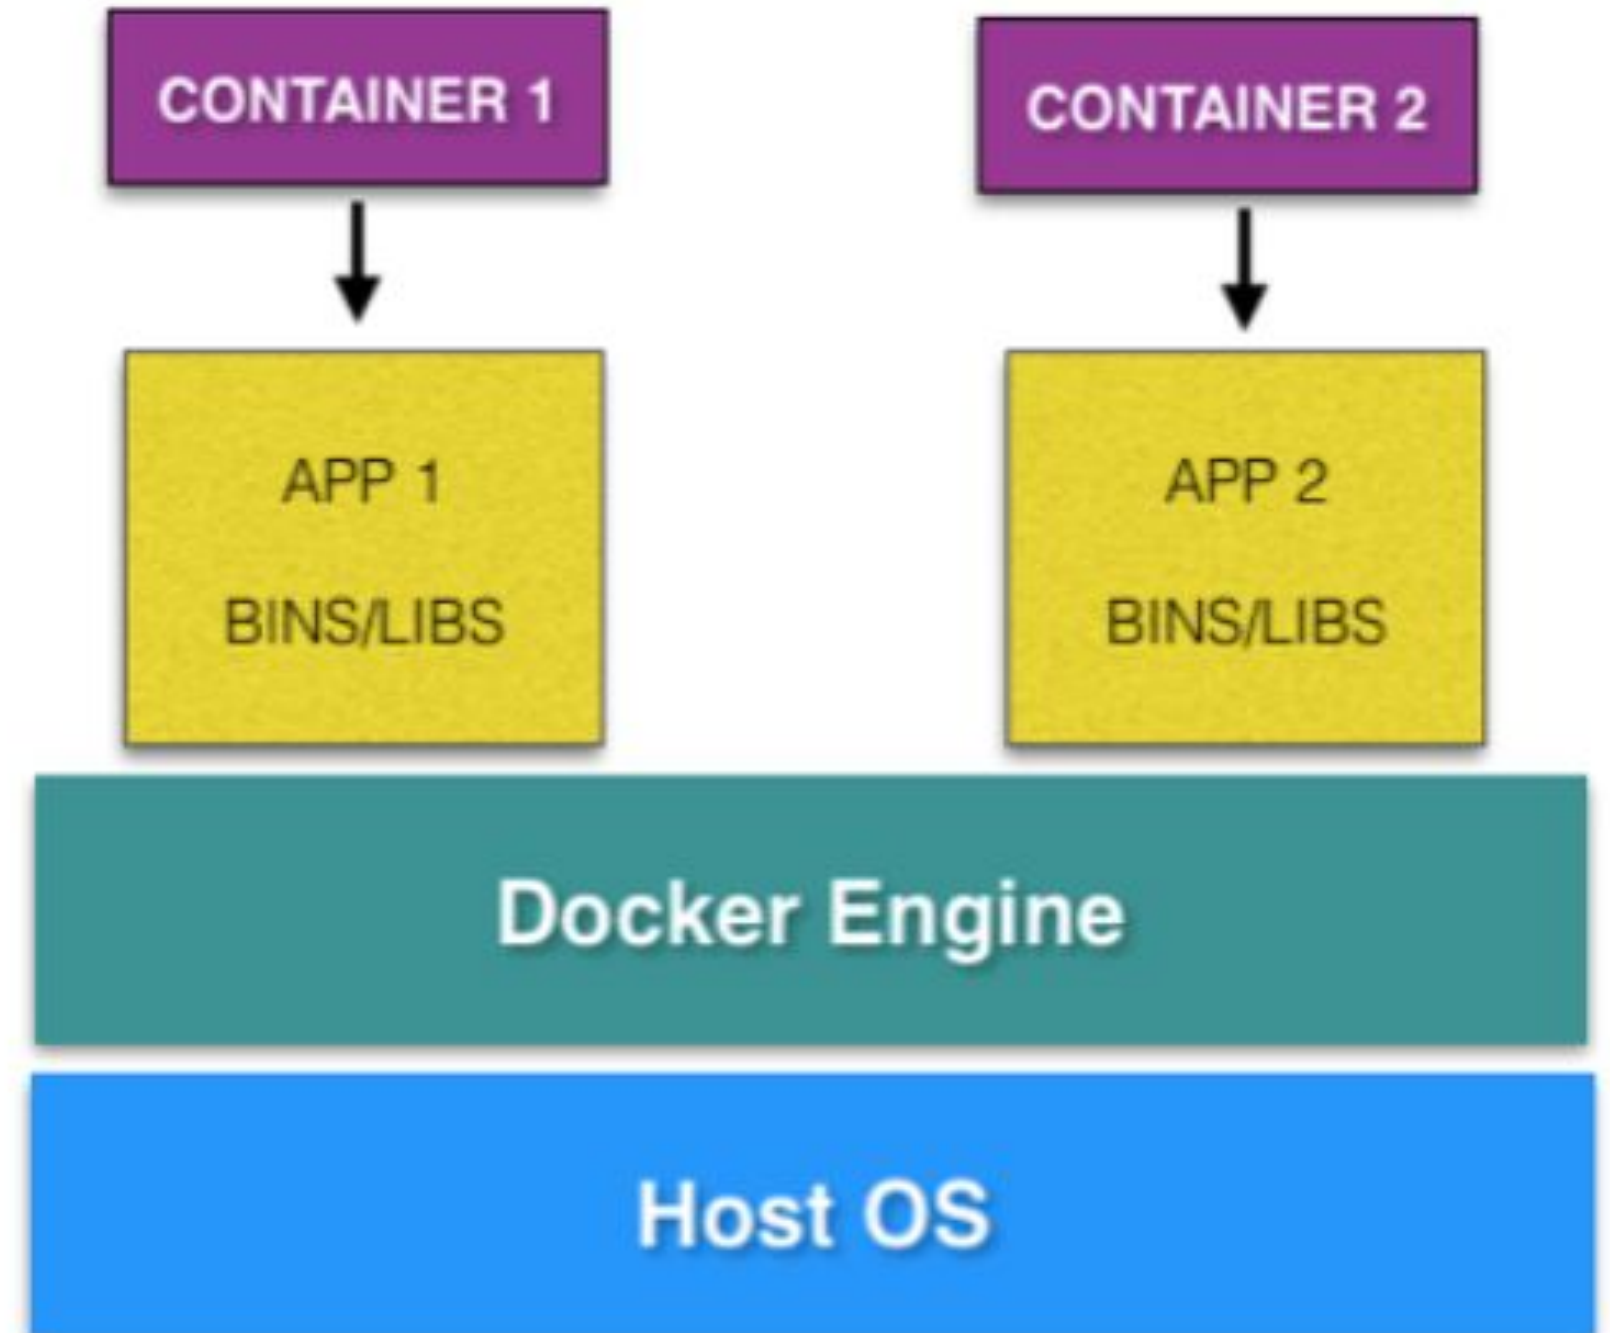 CONTAINER 1
CONTAINER 2
APP 1
BINS/LIBS
APP 2
BINS/LIBS
Docker Engine
Host OS